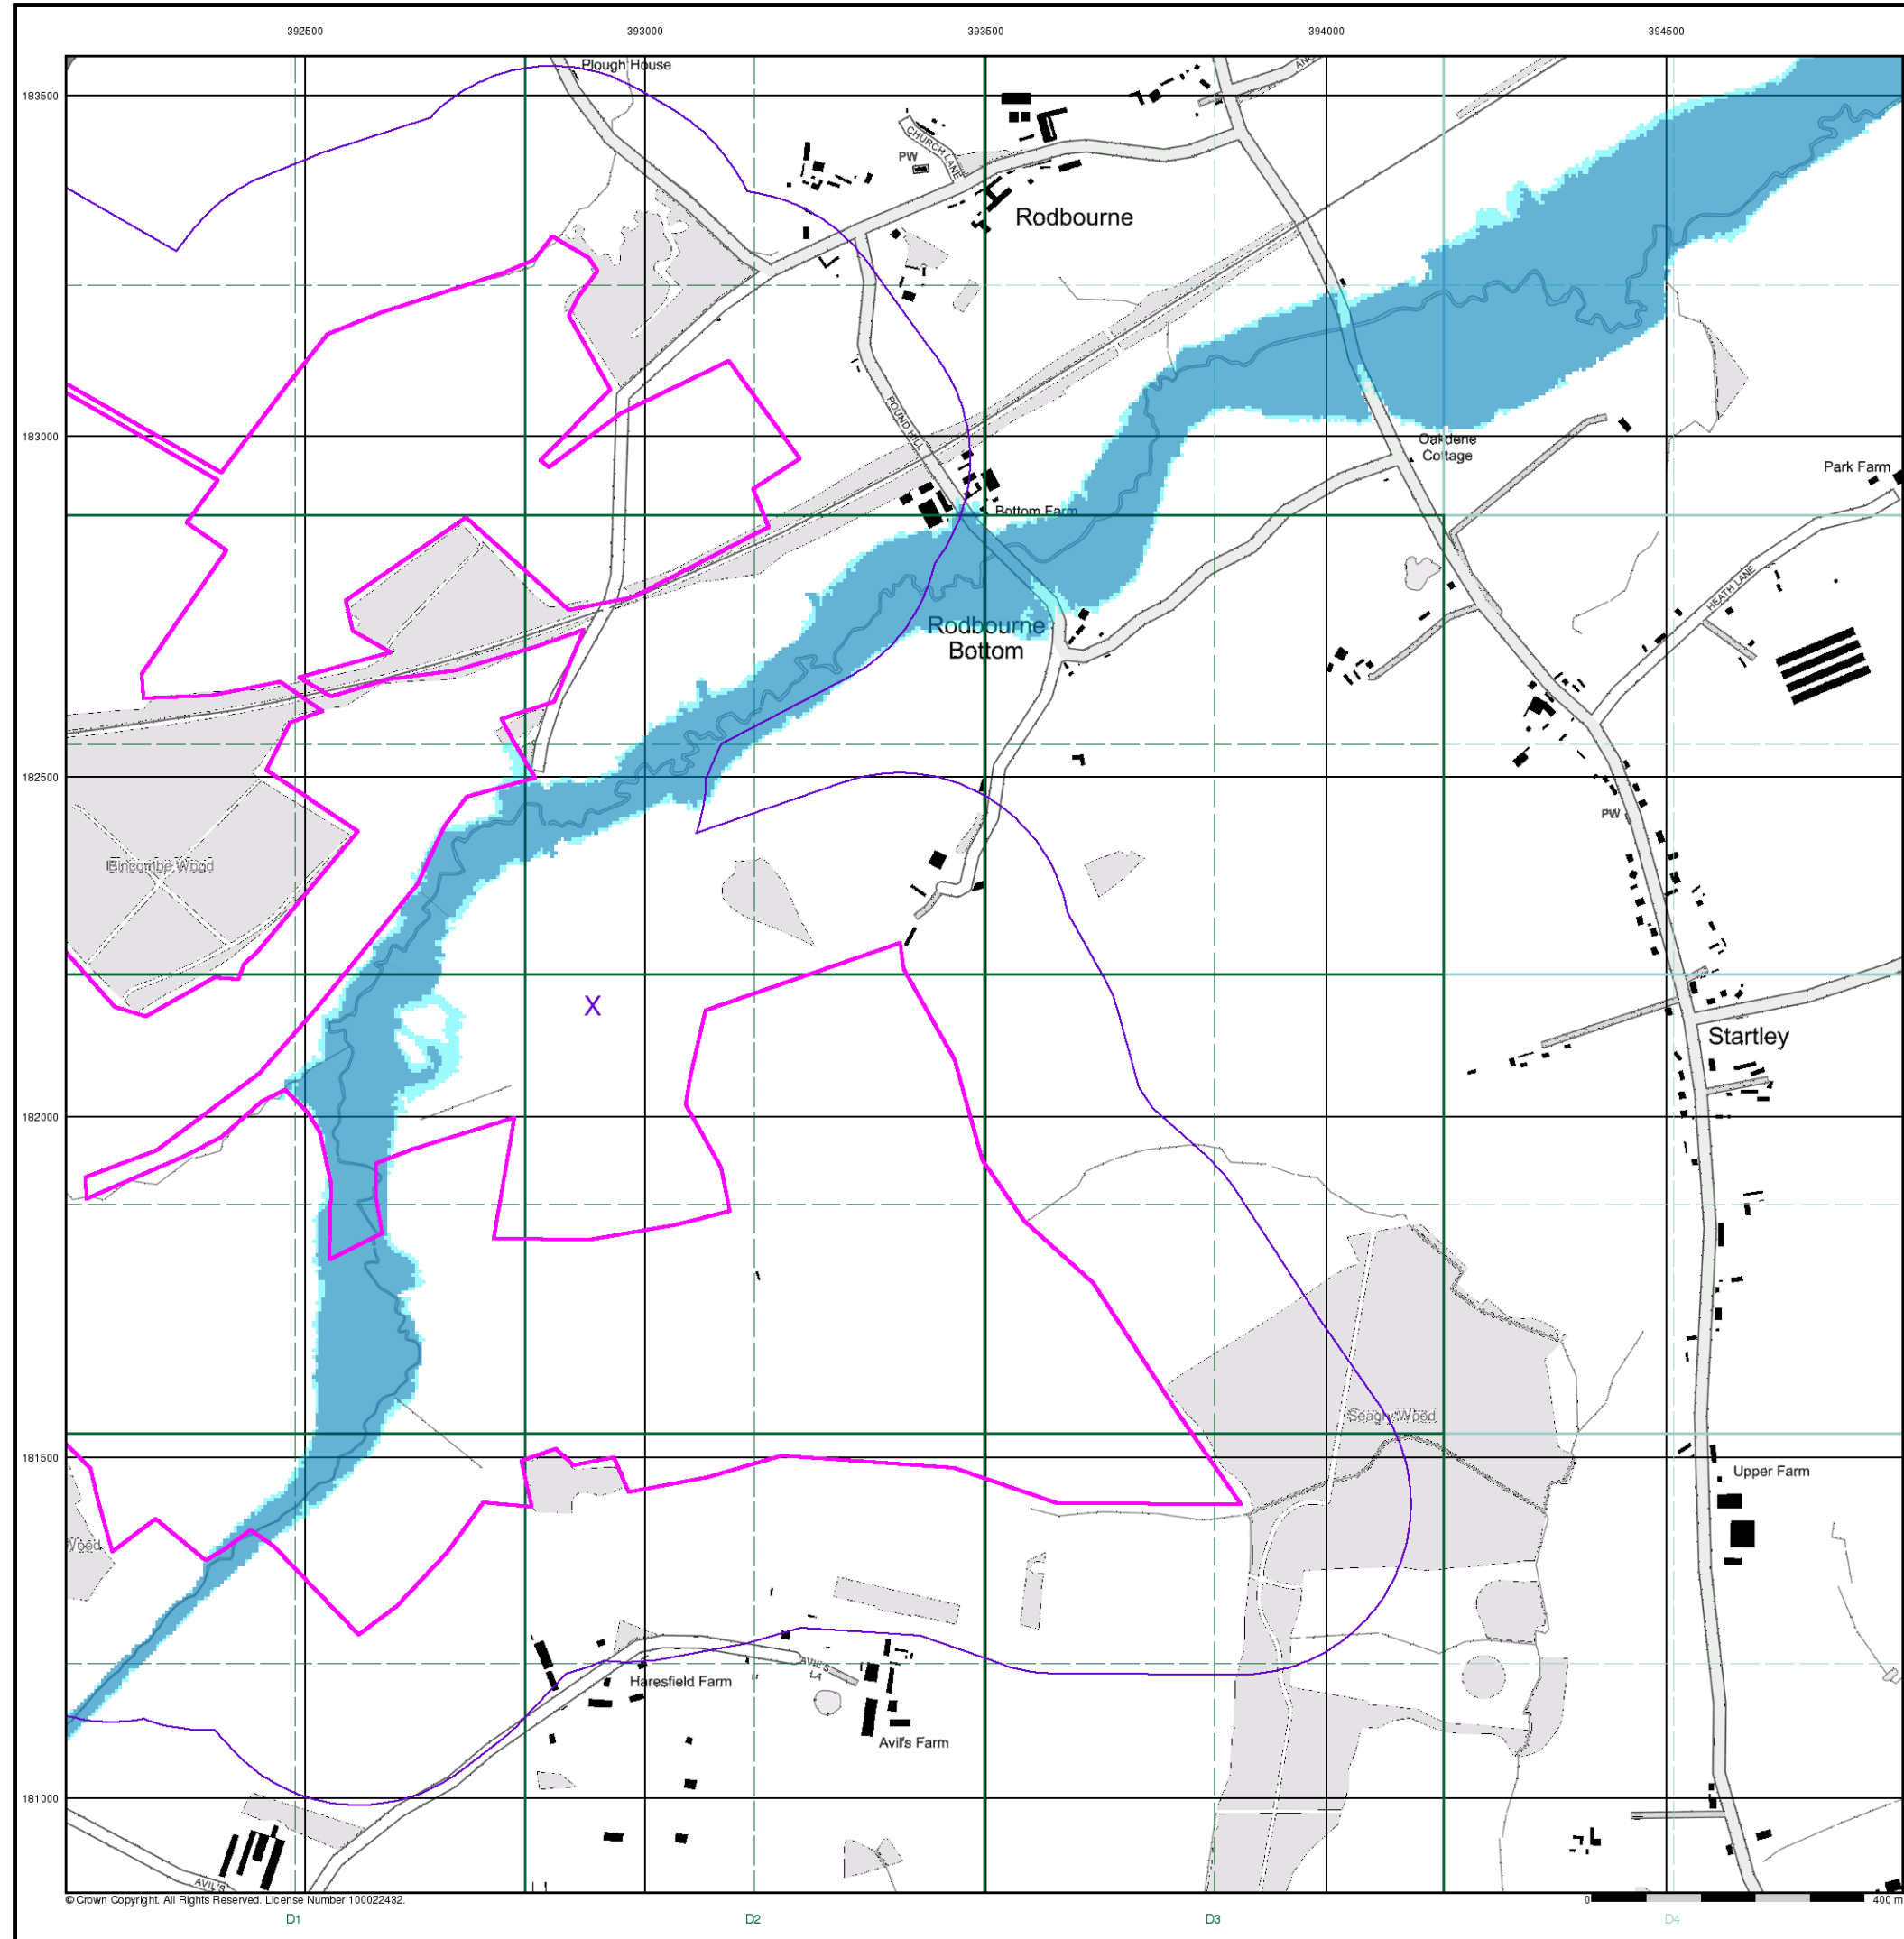 392500 393000 393500 394000 394500
Plough House
183500
CHURCH LANE
PW
Rodbourne
POUND HILL
183000
Oakdene
Cottage
Park Farm
Bottom Farm
HEATH LANE
Rodbourne
Bottom
182500
PW
Bincombe Wood
X
Startley
182000
Seagry Wood
181500
Upper Farm
Wood
Haresfield Farm
AVIL'S
LA
Avil's Farm
181000
AVIL'S
© Crown Copyright. All Rights Reserved. License Number 100022432.
0 400 m
D1 D2 D3 D4